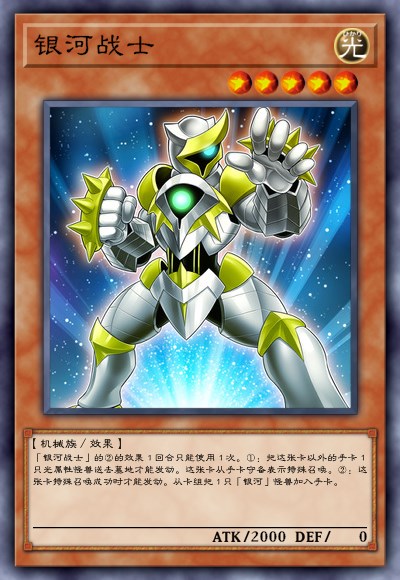 银河战士
光
【机械族／效果】
「银河战士」的②的效果１回合只能使用１次。①：把这张卡以外的手卡１
只光属性怪兽送去墓地才能发动。这张卡从手卡守备表示特殊召唤。②：这
张卡特殊召唤成功时才能发动。从卡组把１只「银河」怪兽加入手卡。
ATK/2000 DEF/ 0